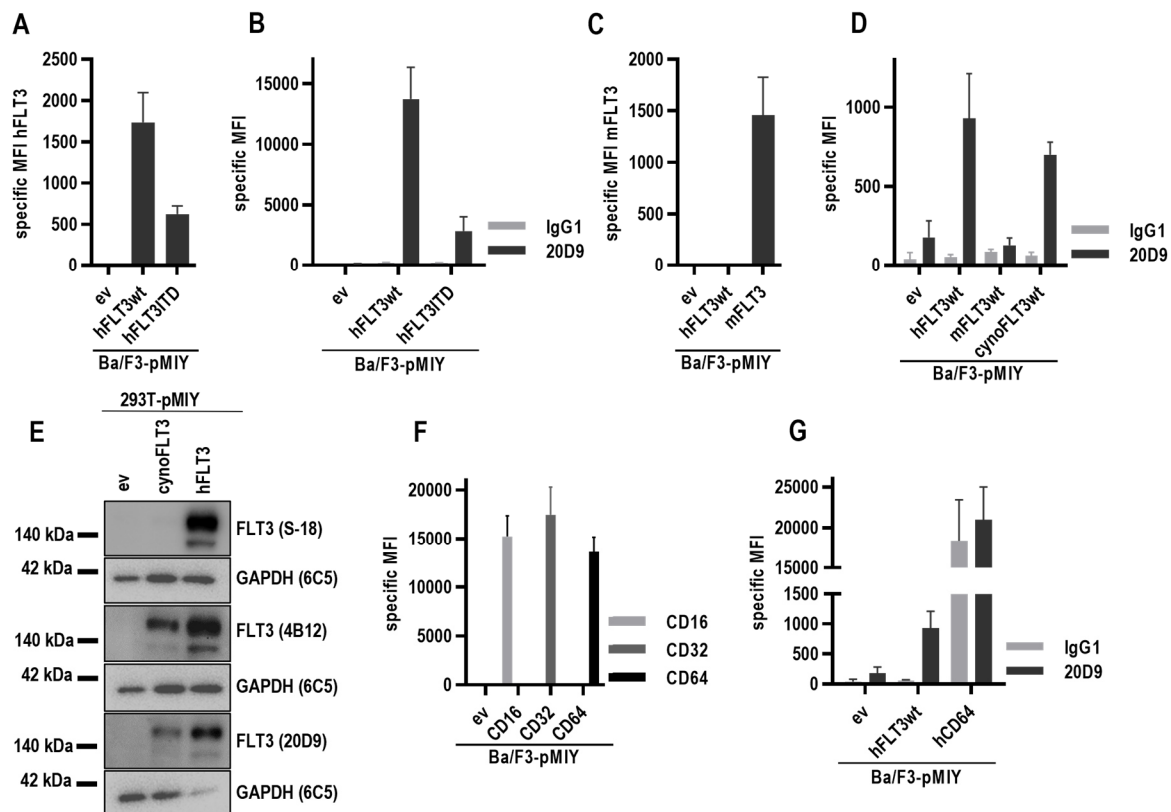 A
specific MFI hFLT3
2500
2000
1500
1000
500
0
ev
hFLT3wt
hFLT3ITD
Ba/F3-pMIY
B
specific MFI
15000
10000
5000
0
ev
hFLT3wt
hFLT3ITD
Ba/F3-pMIY
IgG1
20D9
C
specific MFI mFLT3
2000
1500
1000
500
0
ev
hFLT3wt
mFLT3
Ba/F3-pMIY
D
specific MFI
1000
500
0
ev
hFLT3wt
mFLT3wt
cynoFLT3wt
Ba/F3-pMIY
IgG1
20D9
E
293T-pMIY
ev
cynoFLT3
hFLT3
140 kDa
FLT3 (S-18)
42 kDa
GAPDH (6C5)
140 kDa
FLT3 (4B12)
42 kDa
GAPDH (6C5)
140 kDa
FLT3 (20D9)
42 kDa
GAPDH (6C5)
F
specific MFI
20000
15000
10000
5000
0
ev
CD16
CD32
CD64
Ba/F3-pMIY
CD16
CD32
CD64
G
specific MFI
25000
20000
15000
1500
1000
500
0
ev
hFLT3wt
hCD64
Ba/F3-pMIY
IgG1
20D9